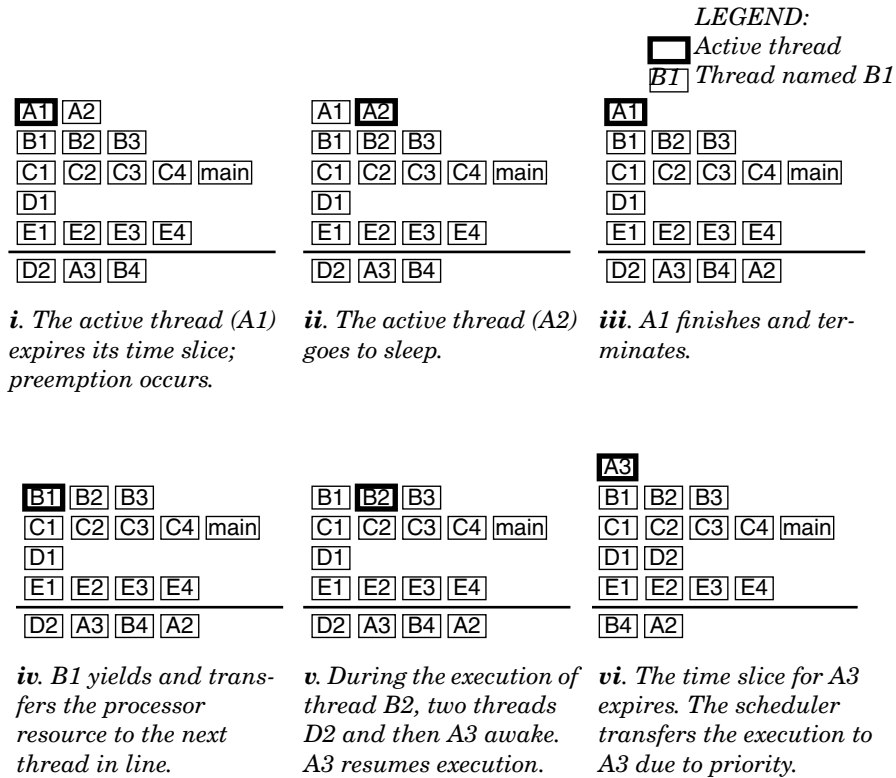 LEGEND:
Active thread
B1 Thread named B1
A1 A2
B1 B2 B3
C1 C2 C3 C4 main
D1
E1 E2 E3 E4
D2 A3 B4
i. The active thread (A1)
expires its time slice;
preemption occurs.
A1 A2
B1 B2 B3
C1 C2 C3 C4 main
D1
E1 E2 E3 E4
D2 A3 B4
ii. The active thread (A2)
goes to sleep.
A1
B1 B2 B3
C1 C2 C3 C4 main
D1
E1 E2 E3 E4
D2 A3 B4 A2
iii. A1 finishes and ter-
minates.
B1 B2 B3
C1 C2 C3 C4 main
D1
E1 E2 E3 E4
D2 A3 B4 A2
iv. B1 yields and trans-
fers the processor
resource to the next
thread in line.
B1 B2 B3
C1 C2 C3 C4 main
D1
E1 E2 E3 E4
D2 A3 B4 A2
v. During the execution of
thread B2, two threads
D2 and then A3 awake.
A3 resumes execution.
A3
B1 B2 B3
C1 C2 C3 C4 main
D1 D2
E1 E2 E3 E4
B4 A2
vi. The time slice for A3
expires. The scheduler
transfers the execution to
A3 due to priority.